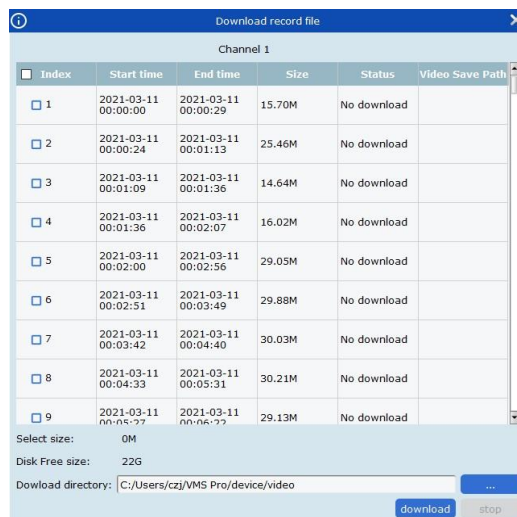 Download record file
Channel 1
Index Start time End time Size Status Video Save Path
1 2021-03-11 00:00:00 2021-03-11 00:00:29 15.70M No download
2 2021-03-11 00:00:24 2021-03-11 00:01:13 25.46M No download
3 2021-03-11 00:01:09 2021-03-11 00:01:36 14.64M No download
4 2021-03-11 00:01:36 2021-03-11 00:02:07 16.02M No download
5 2021-03-11 00:02:00 2021-03-11 00:02:56 29.05M No download
6 2021-03-11 00:02:51 2021-03-11 00:03:49 29.88M No download
7 2021-03-11 00:03:42 2021-03-11 00:04:40 30.03M No download
8 2021-03-11 00:04:33 2021-03-11 00:05:31 30.21M No download
9 2021-03-11 00:05:27 2021-03-11 00:06:22 29.13M No download
Select size: 0M
Disk Free size: 22G
Dowload directory: C:/Users/czj/VMS Pro/device/video ...
download stop